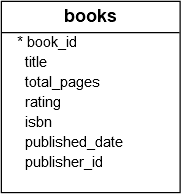 books
* book_id
title
total_pages
rating
isbn
published_date
publisher_id